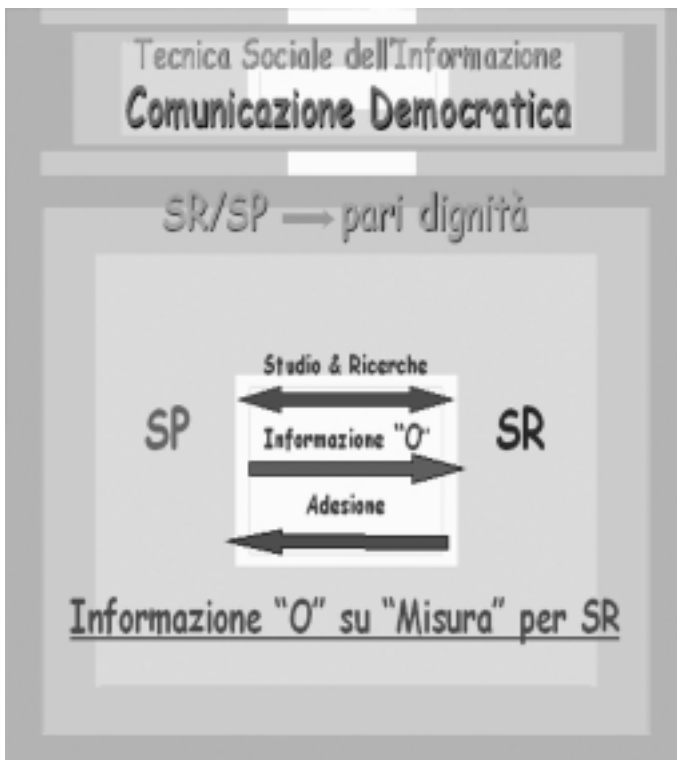 Tecnica Sociale dell'Informazione
Comunicazione Democratica
SR/SP → pari dignità
Studio & Ricerche
SP
SR
Informazione "O"
Adesione
Informazione "O" su "Misura" per SR